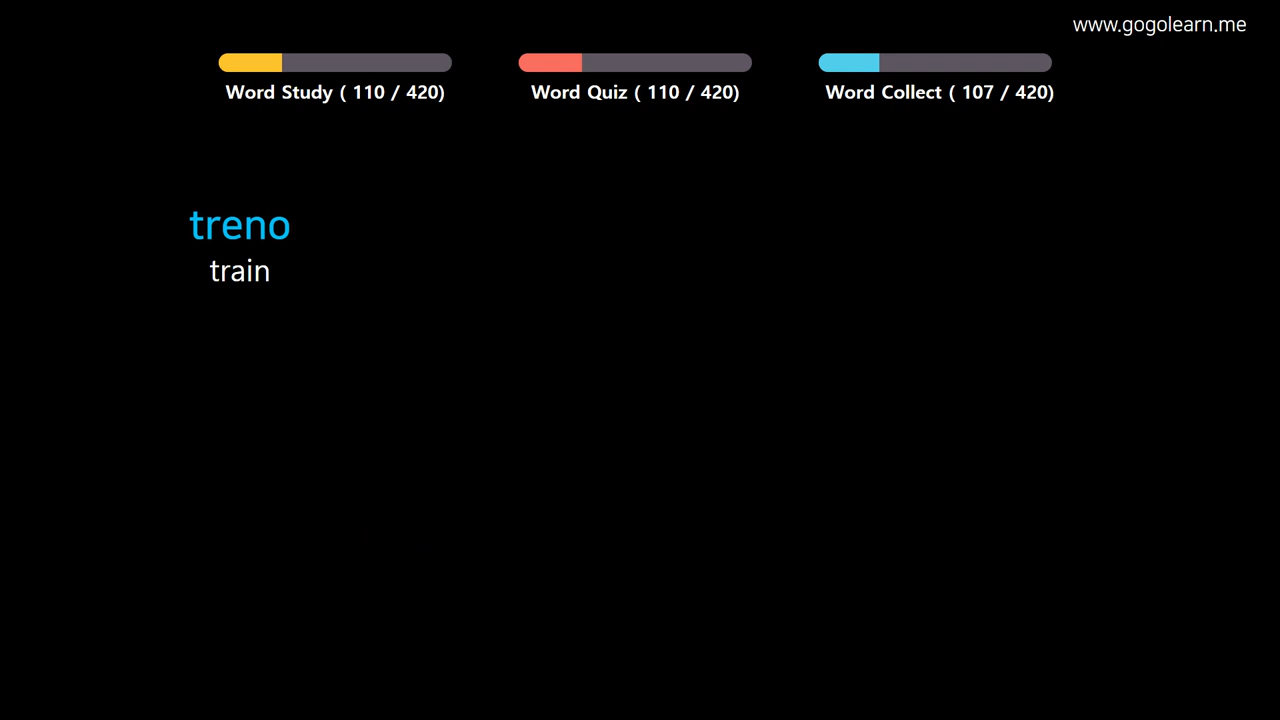 www.gogolearn.me
Word Study ( 110 / 420)
Word Quiz ( 110 / 420)
Word Collect ( 107 / 420)
treno
train